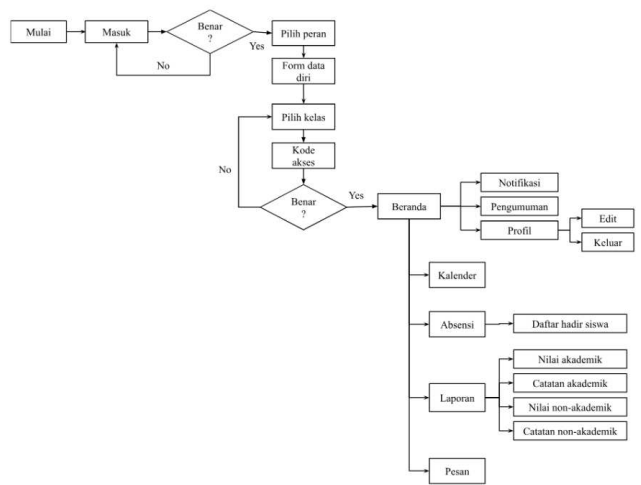 Mulai
Masuk
Benar
?
Yes
No
Pilih peran
Form data
diri
Pilih kelas
Kode
akses
No
Benar
?
Yes
Beranda
Notifikasi
Pengumuman
Profil
Edit
Keluar
Kalender
Absensi
Daftar hadir siswa
Laporan
Nilai akademik
Catatan akademik
Nilai non-akademik
Catatan non-akademik
Pesan